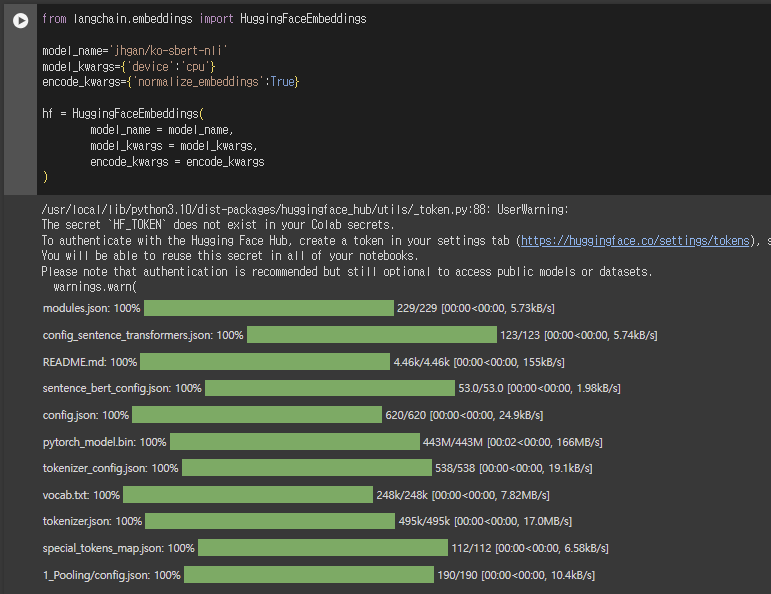 from langchain.embeddings import HuggingFaceEmbeddings
model_name='jhgan/ko-sbert-nli'
model_kwargs={'device':'cpu'}
encode_kwargs={'normalize_embeddings':True}
hf = HuggingFaceEmbeddings(
model_name = model_name,
model_kwargs = model_kwargs,
encode_kwargs = encode_kwargs
)
/usr/local/lib/python3.10/dist-packages/huggingface_hub/utils/_token.py:88: UserWarning:
The secret `HF_TOKEN` does not exist in your Colab secrets.
To authenticate with the Hugging Face Hub, create a token in your settings tab (https://huggingface.co/settings/tokens), s
You will be able to reuse this secret in all of your notebooks.
Please note that authentication is recommended but still optional to access public models or datasets.
warnings.warn(
modules.json: 100% 229/229 [00:00<00:00, 5.73kB/s]
config_sentence_transformers.json: 100% 123/123 [00:00<00:00, 5.74kB/s]
README.md: 100% 4.46k/4.46k [00:00<00:00, 155kB/s]
sentence_bert_config.json: 100% 53.0/53.0 [00:00<00:00, 1.98kB/s]
config.json: 100% 620/620 [00:00<00:00, 24.9kB/s]
pytorch_model.bin: 100% 443M/443M [00:02<00:00, 166MB/s]
tokenizer_config.json: 100% 538/538 [00:00<00:00, 19.1kB/s]
vocab.txt: 100% 248k/248k [00:00<00:00, 7.82MB/s]
tokenizer.json: 100% 495k/495k [00:00<00:00, 17.0MB/s]
special_tokens_map.json: 100% 112/112 [00:00<00:00, 6.58kB/s]
1_Pooling/config.json: 100% 190/190 [00:00<00:00, 10.4kB/s]